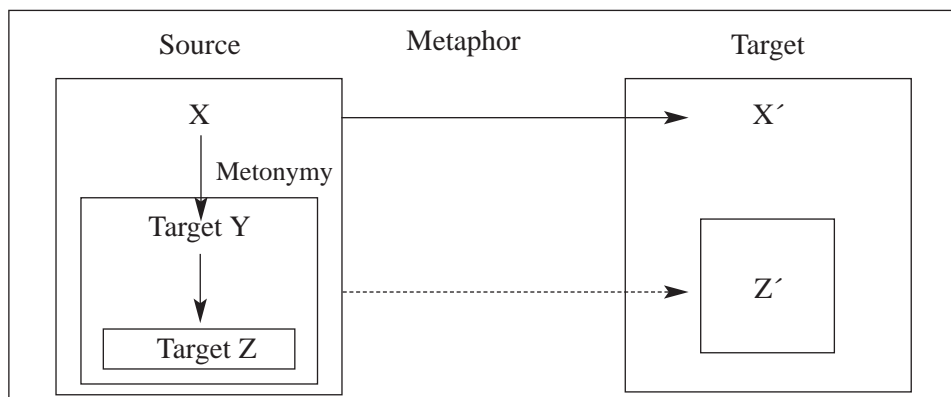 Source Metaphor Target
X X´
Metonymy
Target Y
Z´
Target Z